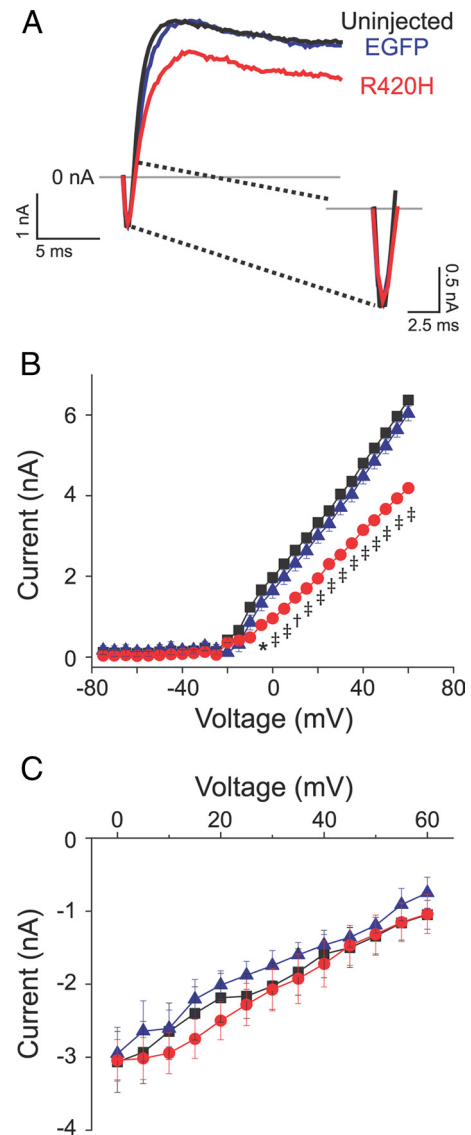 A
Uninjected
EGFP
R420H
0 nA
1 nA
5 ms
0.5 nA
2.5 ms
B
Current (nA)
6
4
2
0
* ‡ ‡ † ‡ ‡ ‡ ‡ ‡ ‡ ‡ ‡ ‡ ‡
-80 -40 0 40 80
Voltage (mV)
C
Voltage (mV)
0 20 40 60
Current (nA)
0
-1
-2
-3
-4